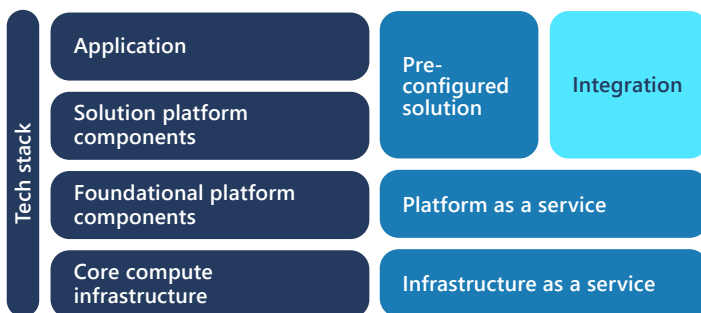 Tech stack
Application
Solution platform
components
Foundational platform
components
Core compute
infrastructure
Pre-
configured
solution
Integration
Platform as a service
Infrastructure as a service